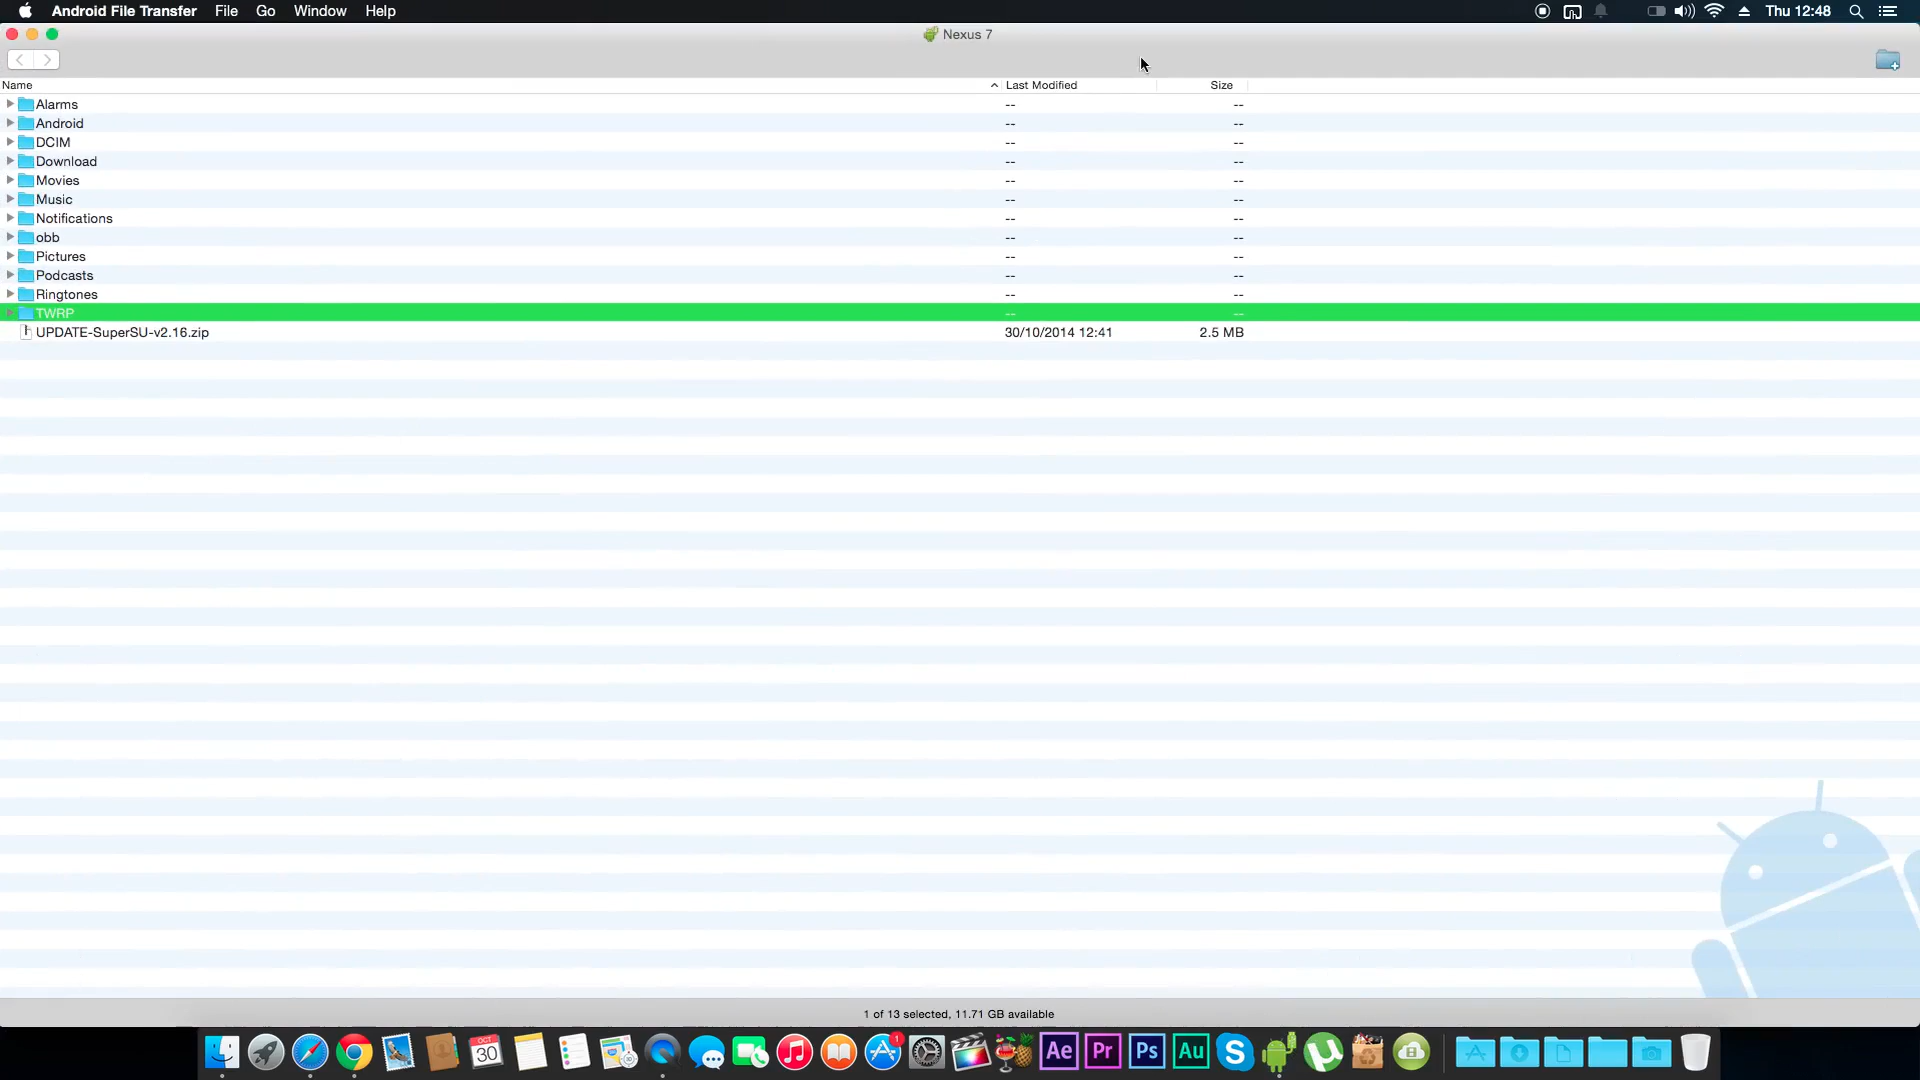 Android File Transfer File Go Window Help Thu 12:48
Nexus 7
Name Last Modified Size
Alarms -- --
Android -- --
DCIM -- --
Download -- --
Movies -- --
Music -- --
Notifications -- --
obb -- --
Pictures -- --
Podcasts -- --
Ringtones -- --
TWRP -- --
UPDATE-SuperSU-v2.16.zip 30/10/2014 12:41 2.5 MB
1 of 13 selected, 11.71 GB available
OCT
30
1
Ae Pr Ps Au